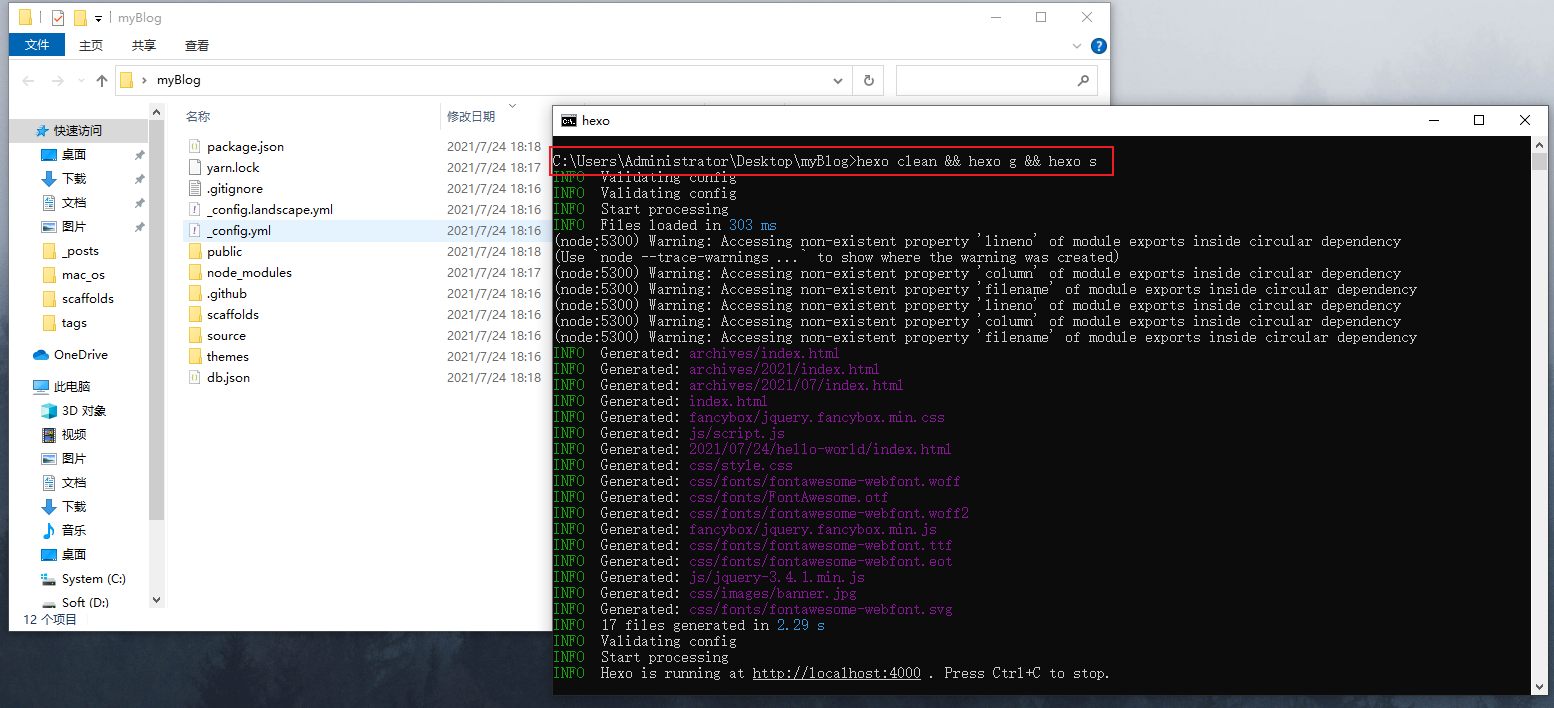 myBlog
文件 主页 共享 查看
myBlog
快速访问
桌面
下载
文档
图片
_posts
mac_os
scaffolds
tags
OneDrive
此电脑
3D 对象
视频
图片
文档
下载
音乐
桌面
System (C:)
Soft (D:)
12 个项目
名称 修改日期
package.json 2021/7/24 18:18
yarn.lock 2021/7/24 18:17
.gitignore 2021/7/24 18:16
_config.landscape.yml 2021/7/24 18:16
_config.yml 2021/7/24 18:16
public 2021/7/24 18:18
node_modules 2021/7/24 18:17
.github 2021/7/24 18:16
scaffolds 2021/7/24 18:16
source 2021/7/24 18:16
themes 2021/7/24 18:16
db.json 2021/7/24 18:18
hexo
C:\Users\Administrator\Desktop\myBlog>hexo clean && hexo g && hexo s
INFO Validating config
INFO Validating config
INFO Start processing
INFO Files loaded in 303 ms
(node:5300) Warning: Accessing non-existent property 'lineno' of module exports inside circular dependency
(Use `node --trace-warnings ...` to show where the warning was created)
(node:5300) Warning: Accessing non-existent property 'column' of module exports inside circular dependency
(node:5300) Warning: Accessing non-existent property 'filename' of module exports inside circular dependency
(node:5300) Warning: Accessing non-existent property 'lineno' of module exports inside circular dependency
(node:5300) Warning: Accessing non-existent property 'column' of module exports inside circular dependency
(node:5300) Warning: Accessing non-existent property 'filename' of module exports inside circular dependency
INFO Generated: archives/index.html
INFO Generated: archives/2021/index.html
INFO Generated: archives/2021/07/index.html
INFO Generated: index.html
INFO Generated: fancybox/jquery.fancybox.min.css
INFO Generated: js/script.js
INFO Generated: 2021/07/24/hello-world/index.html
INFO Generated: css/style.css
INFO Generated: css/fonts/fontawesome-webfont.woff
INFO Generated: css/fonts/FontAwesome.otf
INFO Generated: css/fonts/fontawesome-webfont.woff2
INFO Generated: fancybox/jquery.fancybox.min.js
INFO Generated: css/fonts/fontawesome-webfont.ttf
INFO Generated: css/fonts/fontawesome-webfont.eot
INFO Generated: js/jquery-3.4.1.min.js
INFO Generated: css/images/banner.jpg
INFO Generated: css/fonts/fontawesome-webfont.svg
INFO 17 files generated in 2.29 s
INFO Validating config
INFO Start processing
INFO Hexo is running at http://localhost:4000 . Press Ctrl+C to stop.